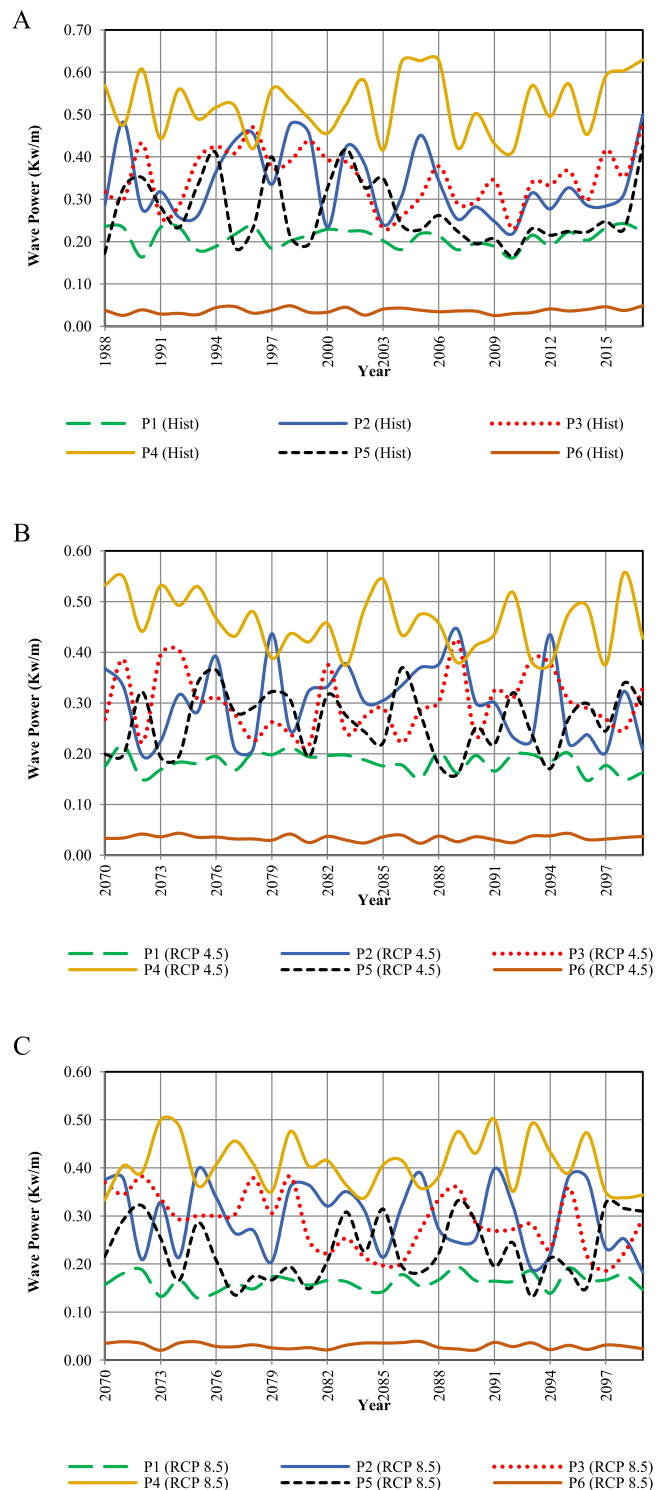 A
Wave Power (Kw/m)
0.70
0.60
0.50
0.40
0.30
0.20
0.10
0.00
1988
1991
1994
1997
2000
2003
2006
2009
2012
2015
Year
P1 (Hist)
P2 (Hist)
P3 (Hist)
P4 (Hist)
P5 (Hist)
P6 (Hist)
B
Wave Power (Kw/m)
0.60
0.50
0.40
0.30
0.20
0.10
0.00
2070
2073
2076
2079
2082
2085
2088
2091
2094
2097
Year
P1 (RCP 4.5)
P2 (RCP 4.5)
P3 (RCP 4.5)
P4 (RCP 4.5)
P5 (RCP 4.5)
P6 (RCP 4.5)
C
Wave Power (Kw/m)
0.60
0.50
0.40
0.30
0.20
0.10
0.00
2070
2073
2076
2079
2082
2085
2088
2091
2094
2097
Year
P1 (RCP 8.5)
P2 (RCP 8.5)
P3 (RCP 8.5)
P4 (RCP 8.5)
P5 (RCP 8.5)
P6 (RCP 8.5)